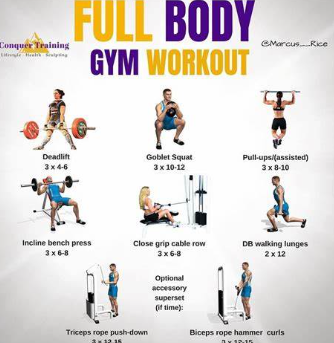 FULL BODY
GYM WORKOUT
Conquer Training
Lifestyle - Health - Sculpting
@Marcus__Rice
Deadlift
3 x 4-6
Goblet Squat
3 x 10-12
Pull-ups/(assisted)
3 x 8-10
Incline bench press
3 x 6-8
Close grip cable row
3 x 6-8
DB walking lunges
2 x 12
Optional
accessory
superset
(if time):
Triceps rope push-down
3 x 12-15
Biceps rope hammer curls
3 x 12-15